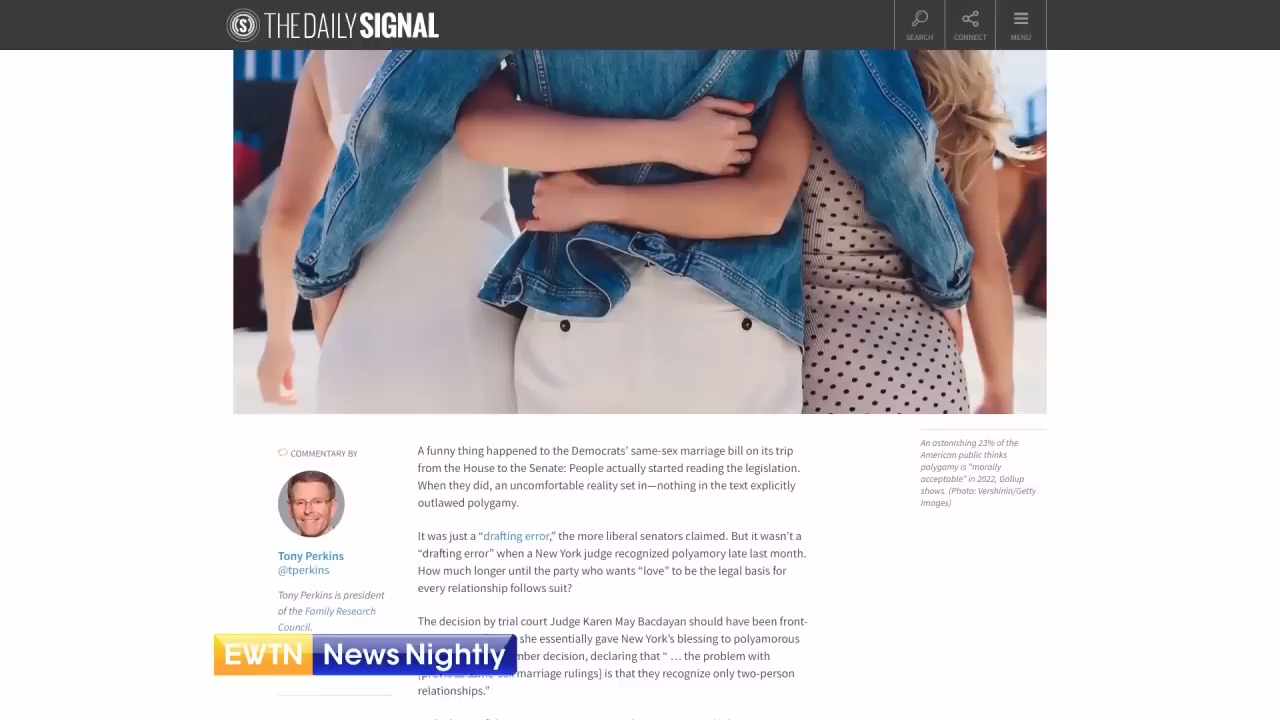 THE DAILY SIGNAL
SEARCH
CONNECT
MENU
COMMENTARY BY
Tony Perkins
@tperkins
Tony Perkins is president
of the Family Research
Council.
A funny thing happened to the Democrats’ same-sex marriage bill on its trip
from the House to the Senate: People actually started reading the legislation.
When they did, an uncomfortable reality set in—nothing in the text explicitly
outlawed polygamy.
It was just a “drafting error,” the more liberal senators claimed. But it wasn’t a
“drafting error” when a New York judge recognized polyamory late last month.
How much longer until the party who wants “love” to be the legal basis for
every relationship follows suit?
The decision by trial court Judge Karen May Bacdayan should have been front-
she essentially gave New York’s blessing to polyamorous
decision, declaring that “ … the problem with
marriage rulings] is that they recognize only two-person
relationships.”
An astonishing 23% of the
American public thinks
polygamy is “morally
acceptable” in 2022, Gallup
shows. (Photo: Vershinin/Getty
Images)
EWTN News Nightly